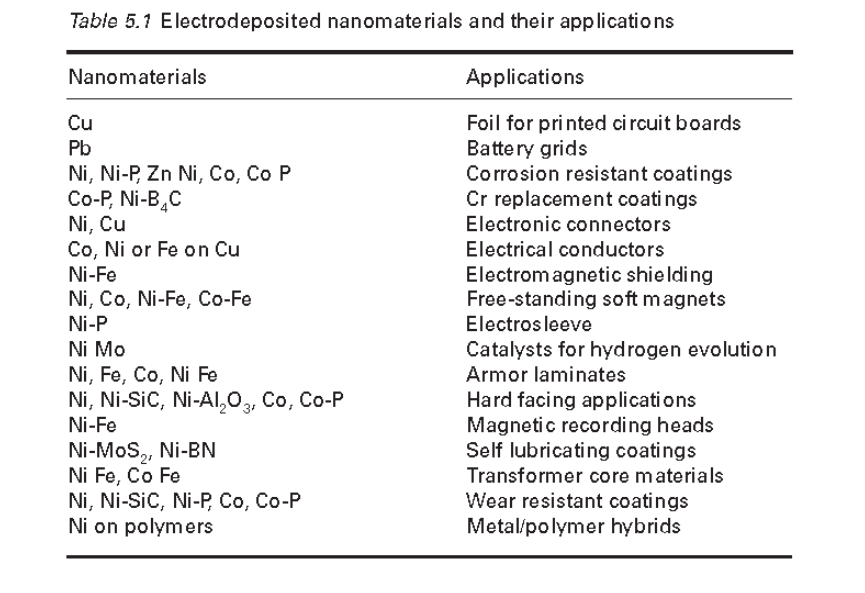 Table 5.1 Electrodeposited nanomaterials and their applications
Nanomaterials Applications
Cu Foil for printed circuit boards
Pb Battery grids
Ni, Ni-P, Zn Ni, Co, Co P Corrosion resistant coatings
Co-P, Ni-B₄C Cr replacement coatings
Ni, Cu Electronic connectors
Co, Ni or Fe on Cu Electrical conductors
Ni-Fe Electromagnetic shielding
Ni, Co, Ni-Fe, Co-Fe Free-standing soft magnets
Ni-P Electrosleeve
Ni Mo Catalysts for hydrogen evolution
Ni, Fe, Co, Ni Fe Armor laminates
Ni, Ni-SiC, Ni-Al₂O₃, Co, Co-P Hard facing applications
Ni-Fe Magnetic recording heads
Ni-MoS₂, Ni-BN Self lubricating coatings
Ni Fe, Co Fe Transformer core materials
Ni, Ni-SiC, Ni-P, Co, Co-P Wear resistant coatings
Ni on polymers Metal/polymer hybrids